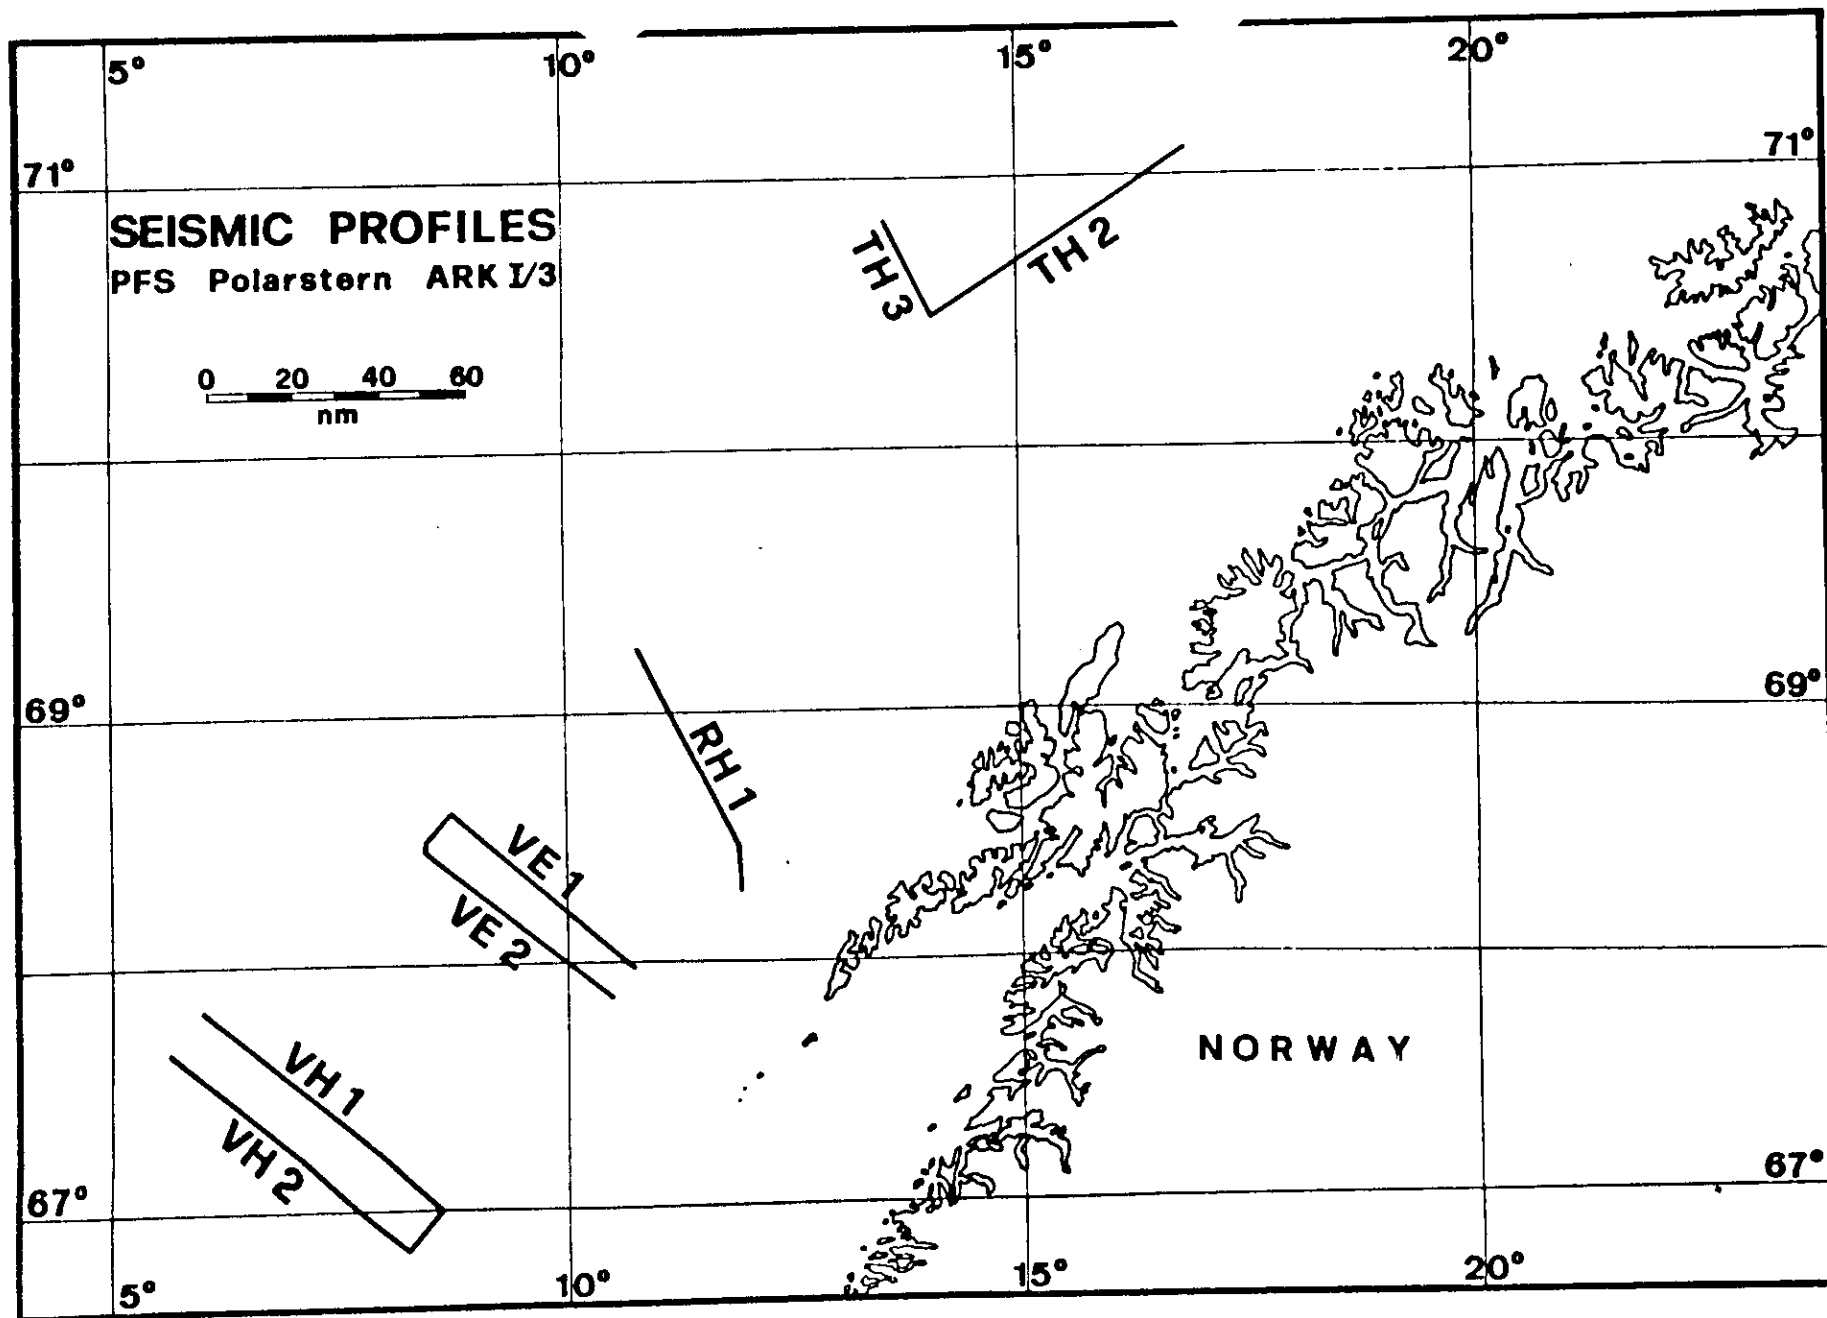 5° 10° 15° 20°
71° 71°
SEISMIC PROFILES
PFS Polarstern ARK I/3
TH 3
TH 2
0 20 40 60
nm
69° 69°
RH 1
VE 1
VE 2
VH 1
VH 2
NORWAY
67° 67°
5° 10° 15° 20°